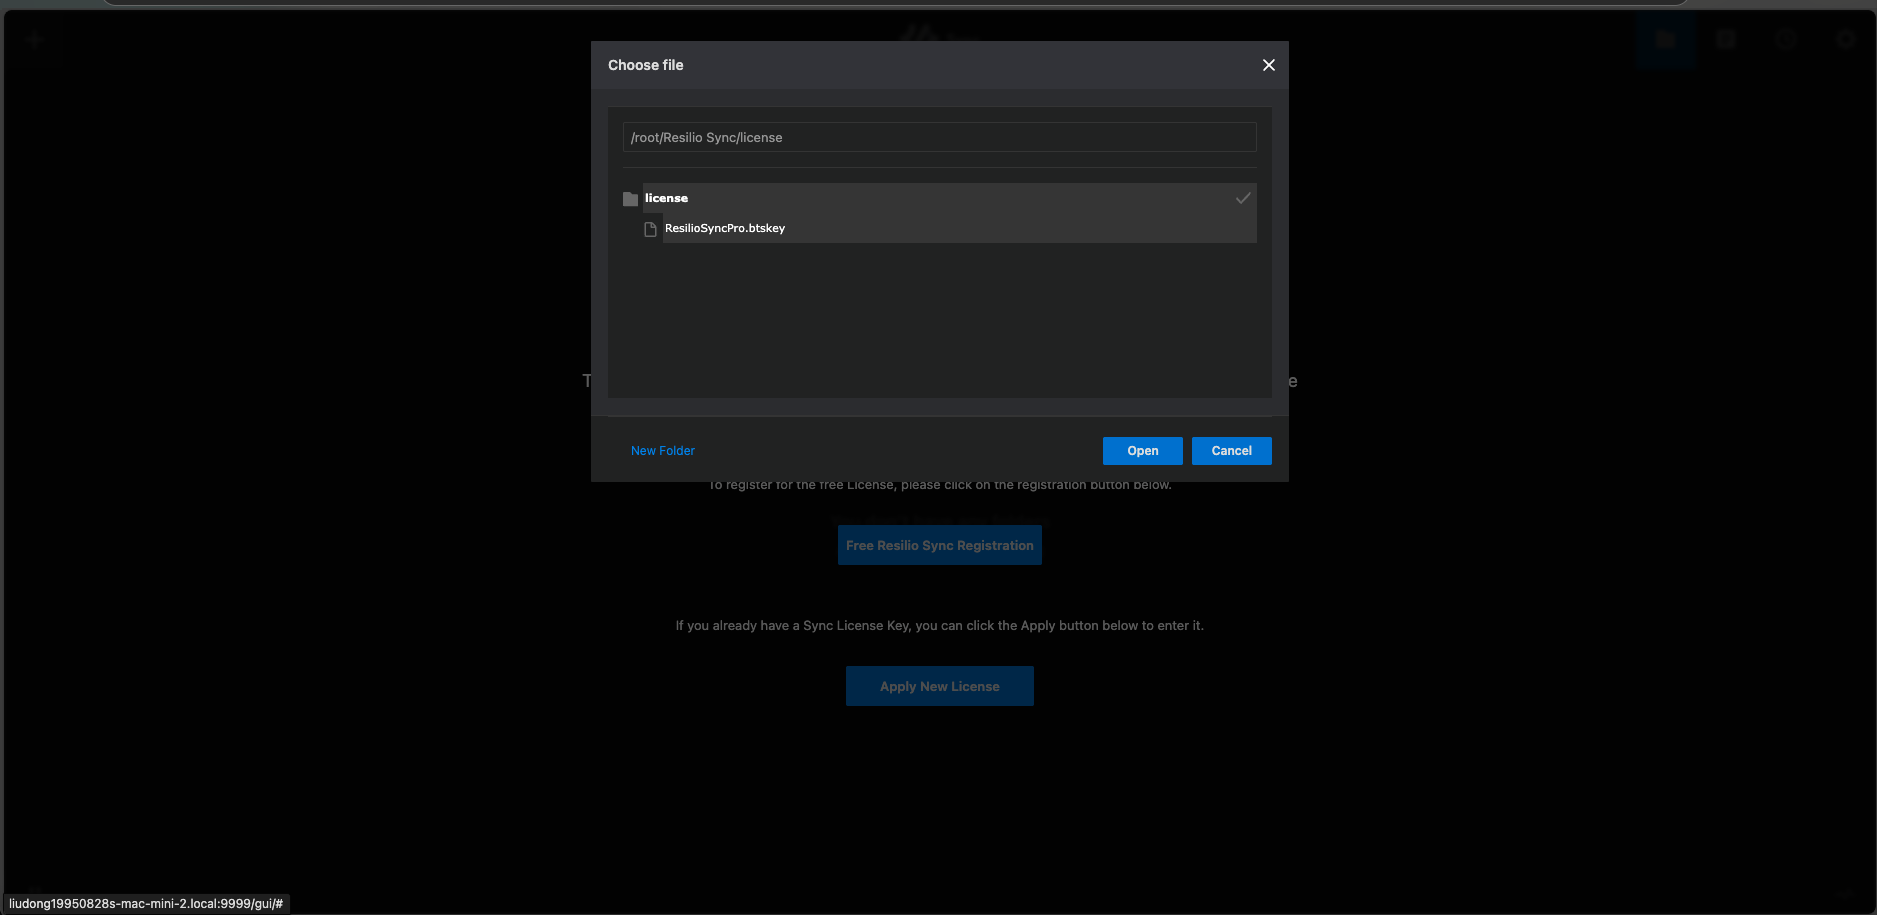 Choose file
/root/Resilio Sync/license
license
ResilioSyncPro.btskey
New Folder
Open
Cancel
To register for the free License, please click on the registration button below.
Free Resilio Sync Registration
If you already have a Sync License Key, you can click the Apply button below to enter it.
Apply New License
liudong19950828s-mac-mini-2.local:9999/gui/#